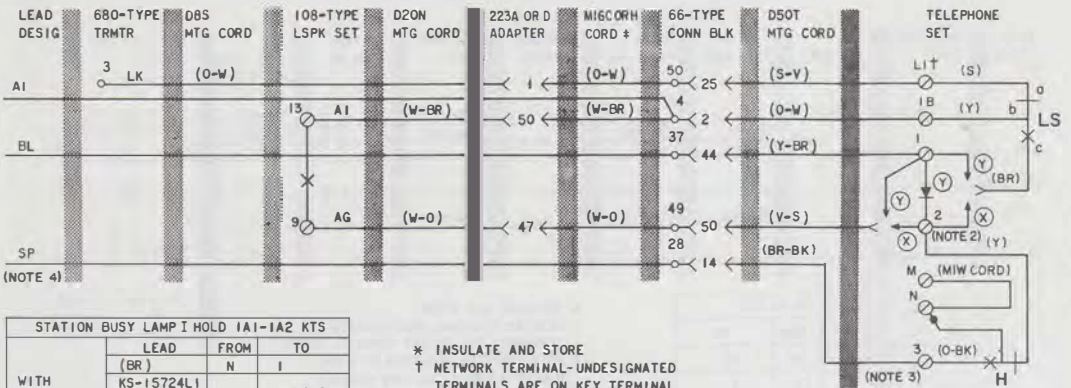 LEAD DESIG
680-TYPE TRMTR
D8S MTG CORD
108-TYPE LSPK SET
D20N MTG CORD
223A OR D ADAPTER
M16C OR H CORD ‡
66-TYPE CONN BLK
D50T MTG CORD
TELEPHONE SET
3 LK (O-W) 1 (O-W) 50 25 (S-V) L1† (S)
A1
a
13 A1 (W-BR) 50 (W-BR) 4 2 (O-W) 1B (Y) b LS
BL 37 44 (Y-BR) 1 c
Y Y Y (BR)
9 AG (W-O) 47 (W-O) 49 50 (V-S) X 2 X
(NOTE 2) (Y)
SP 28 14 (BR-BK)
(NOTE 4)
M (M1W CORD)
N
3 (O-BK)
(NOTE 3) H
STATION BUSY LAMP I HOLD 1A1-1A2 KTS
LEAD FROM TO
WITH (BR) N 1
KS-15724L1
* INSULATE AND STORE
† NETWORK TERMINAL-UNDESIGNATED
TERMINALS ARE ON KEY TERMINAL